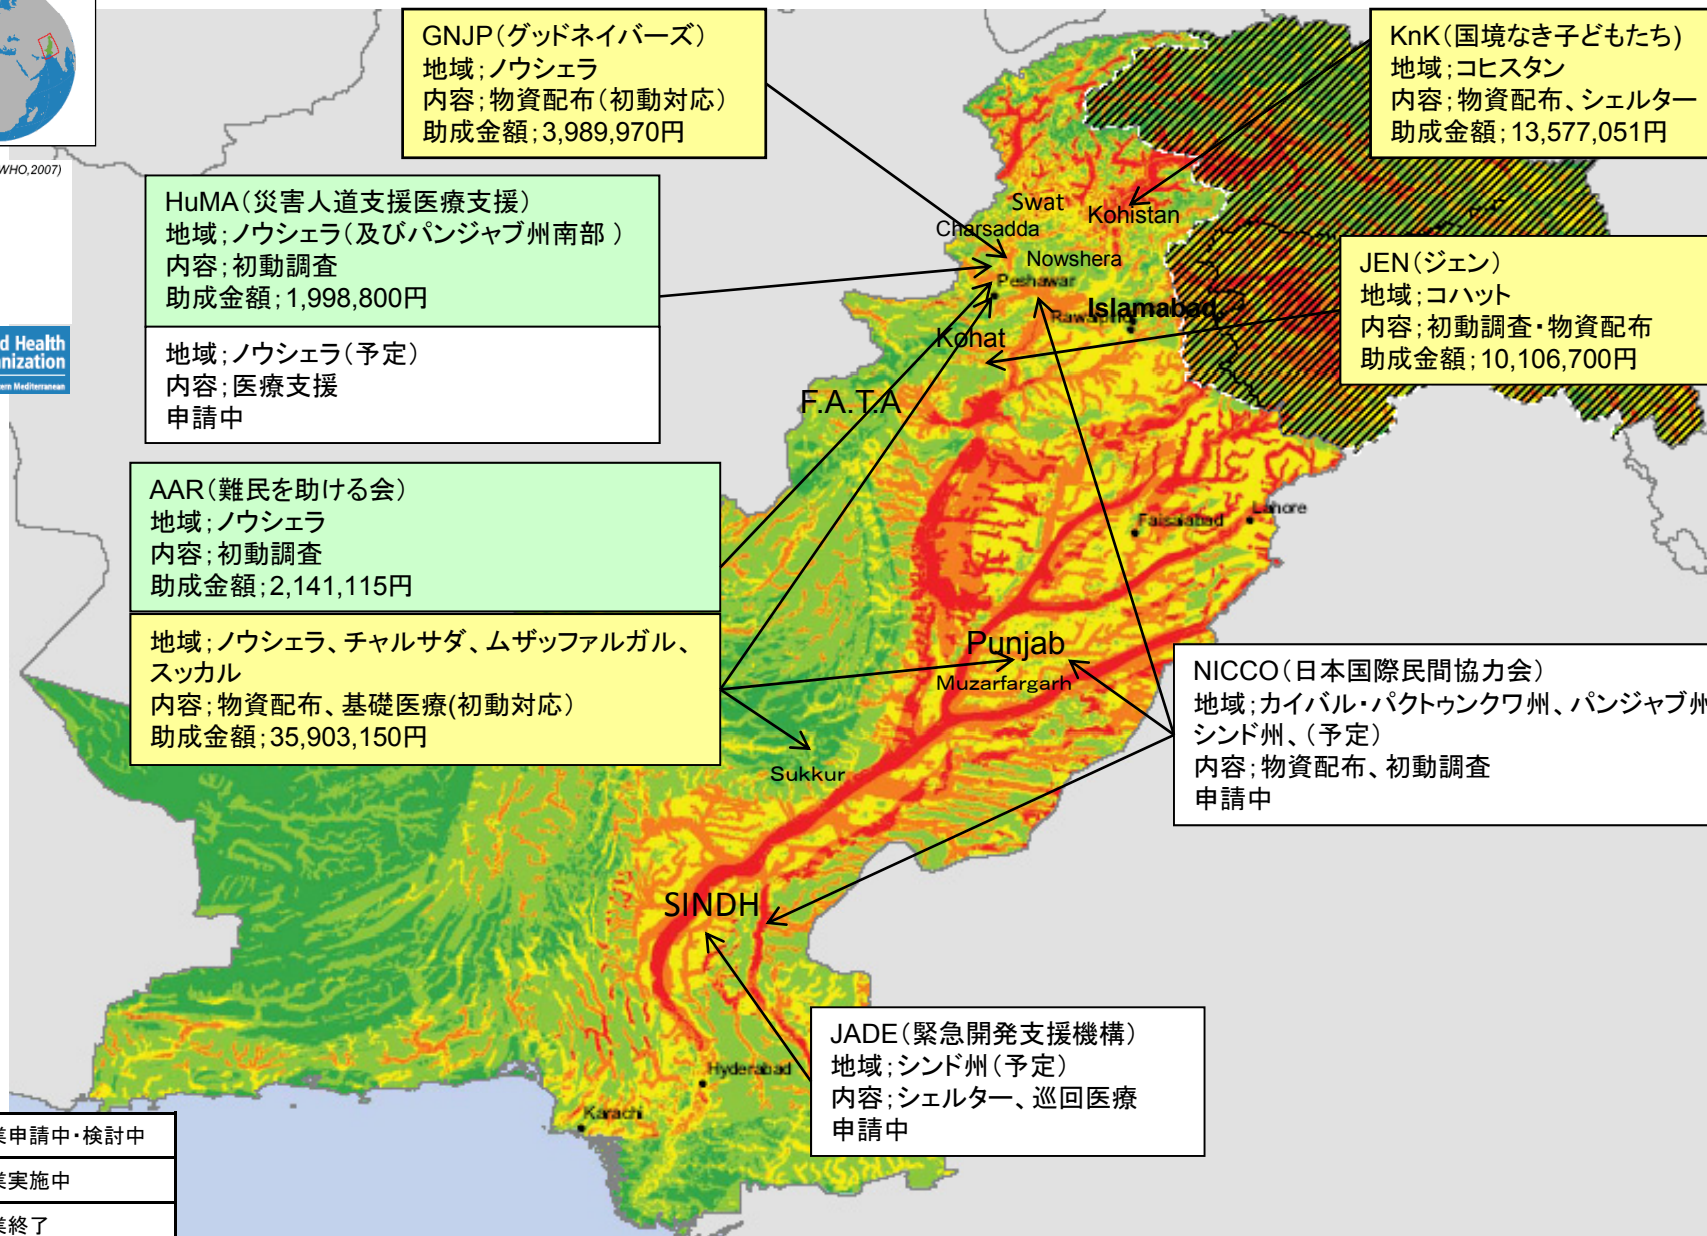 GNJP(グッドネイバーズ)
地域;ノウシェラ
内容;物資配布(初動対応)
助成金額;3,989,970円
KnK(国境なき子どもたち)
地域;コヒスタン
内容;物資配布、シェルター
助成金額;13,577,051円
WHO,2007)
HuMA(災害人道支援医療支援)
地域;ノウシェラ(及びパンジャブ州南部 )
内容;初動調査
助成金額;1,998,800円
地域;ノウシェラ(予定)
内容;医療支援
申請中
d Health
nization
ern Mediterranean
Swat
Kohistan
Charsadda
Nowshera
Peshawar
Islamabad
Kohat
F.A.T.A
JEN(ジェン)
地域;コハット
内容;初動調査・物資配布
助成金額;10,106,700円
AAR(難民を助ける会)
地域;ノウシェラ
内容;初動調査
助成金額;2,141,115円
地域;ノウシェラ、チャルサダ、ムザッファルガル、
スッカル
内容;物資配布、基礎医療(初動対応)
助成金額;35,903,150円
Lahore
Faisalabad
Punjab
Muzarfargarh
Sukkur
NICCO(日本国際民間協力会)
地域;カイバル・パクトゥンクワ州、パンジャブ州
シンド州、(予定)
内容;物資配布、初動調査
申請中
SINDH
JADE(緊急開発支援機構)
地域;シンド州(予定)
内容;シェルター、巡回医療
申請中
Hyderabad
Karachi
業申請中・検討中
業実施中
業終了